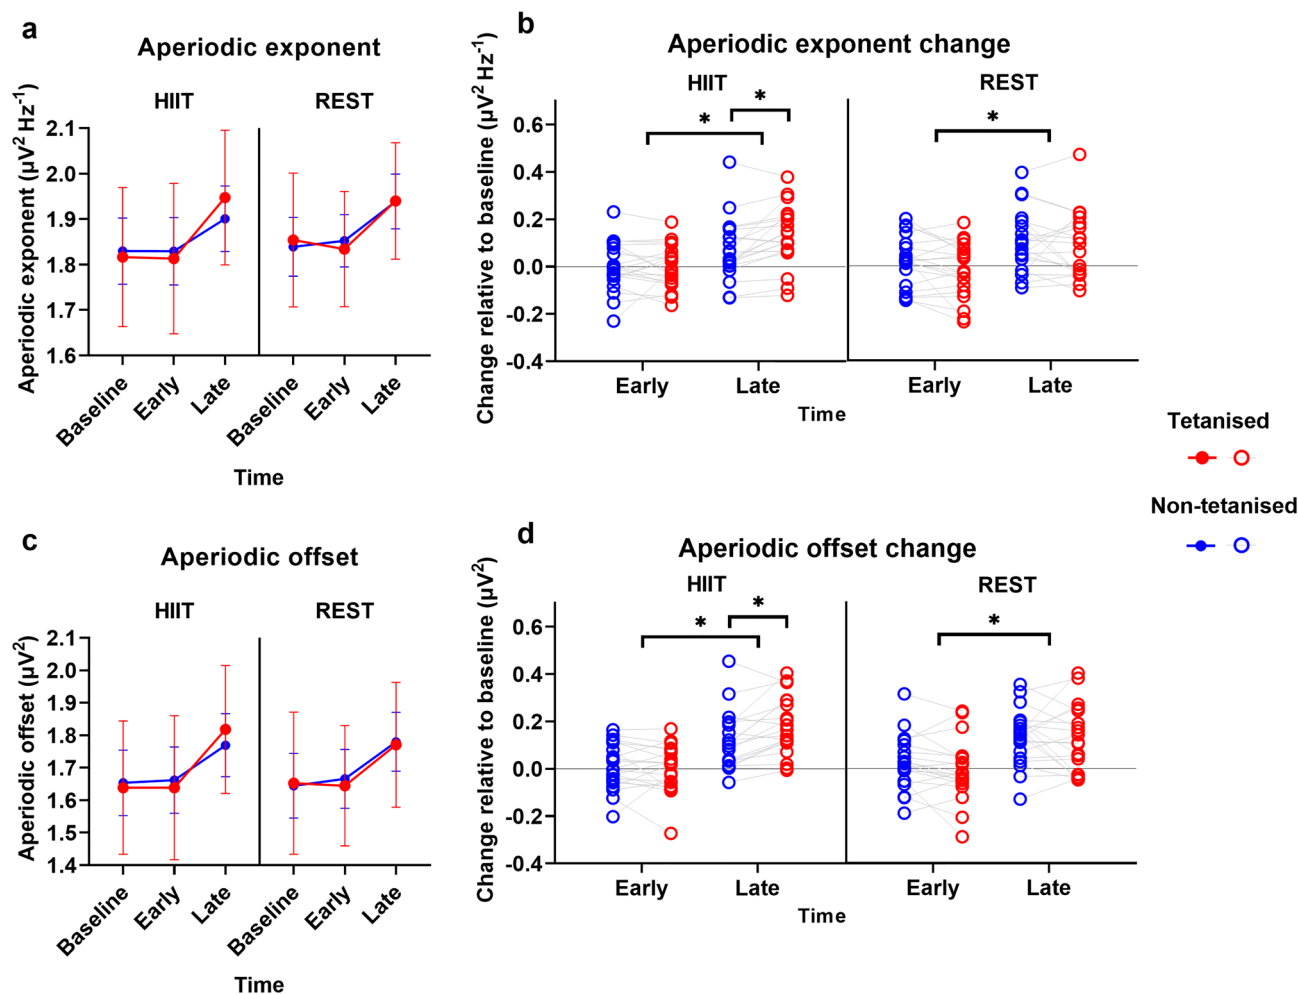 a
Aperiodic exponent
HIIT
REST
Aperiodic exponent (µV² Hz⁻¹)
2.1
2.0
1.9
1.8
1.7
1.6
Baseline
Early
Late
Baseline
Early
Late
Time
b
Aperiodic exponent change
HIIT
REST
Change relative to baseline (µV² Hz⁻¹)
0.6
0.4
0.2
0.0
-0.2
-0.4
*
*
*
Early
Late
Early
Late
Time
Tetanised
Non-tetanised
c
Aperiodic offset
HIIT
REST
Aperiodic offset (µV²)
2.1
2.0
1.9
1.8
1.7
1.6
1.5
1.4
Baseline
Early
Late
Baseline
Early
Late
Time
d
Aperiodic offset change
HIIT
REST
Change relative to baseline (µV²)
0.6
0.4
0.2
0.0
-0.2
-0.4
*
*
*
Early
Late
Early
Late
Time